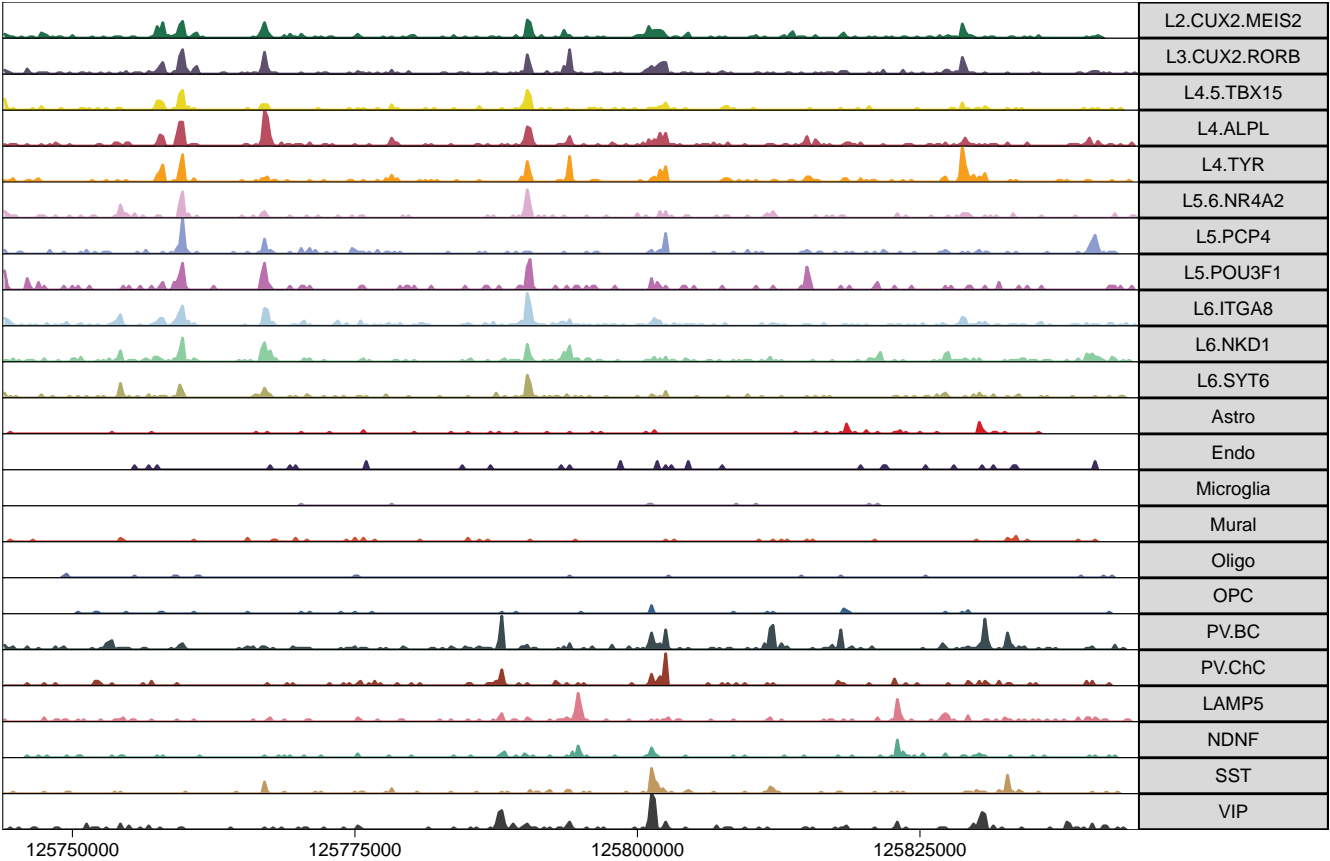 L2.CUX2.MEIS2
L3.CUX2.RORB
L4.5.TBX15
L4.ALPL
L4.TYR
L5.6.NR4A2
L5.PCP4
L5.POU3F1
L6.ITGA8
L6.NKD1
L6.SYT6
Astro
Endo
Microglia
Mural
Oligo
OPC
PV.BC
PV.ChC
LAMP5
NDNF
SST
VIP
125750000 125775000 125800000 125825000